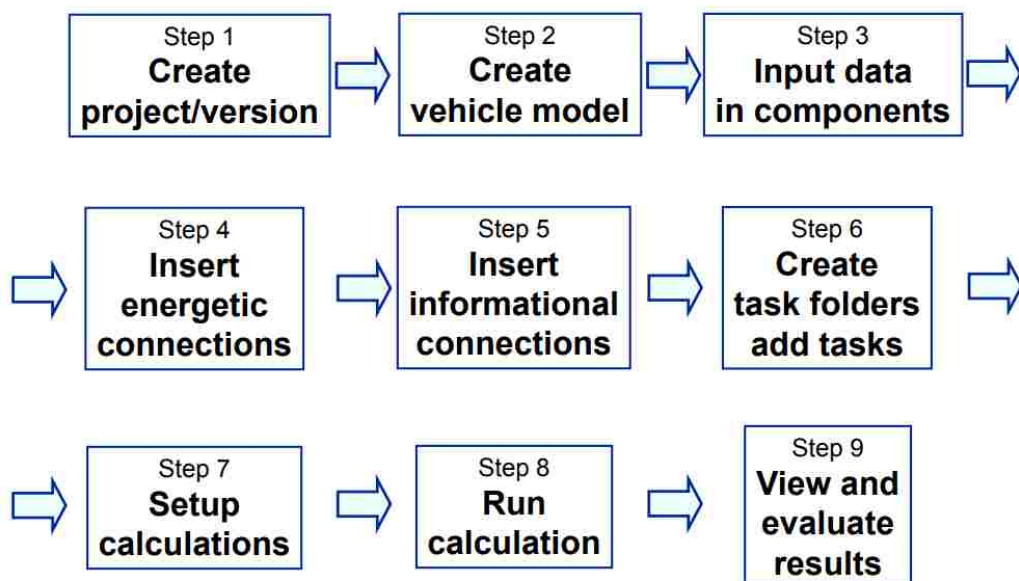 Step 1
Create
project/version
Step 2
Create
vehicle model
Step 3
Input data
in components
Step 4
Insert
energetic
connections
Step 5
Insert
informational
connections
Step 6
Create
task folders
add tasks
Step 7
Setup
calculations
Step 8
Run
calculation
Step 9
View and
evaluate
results